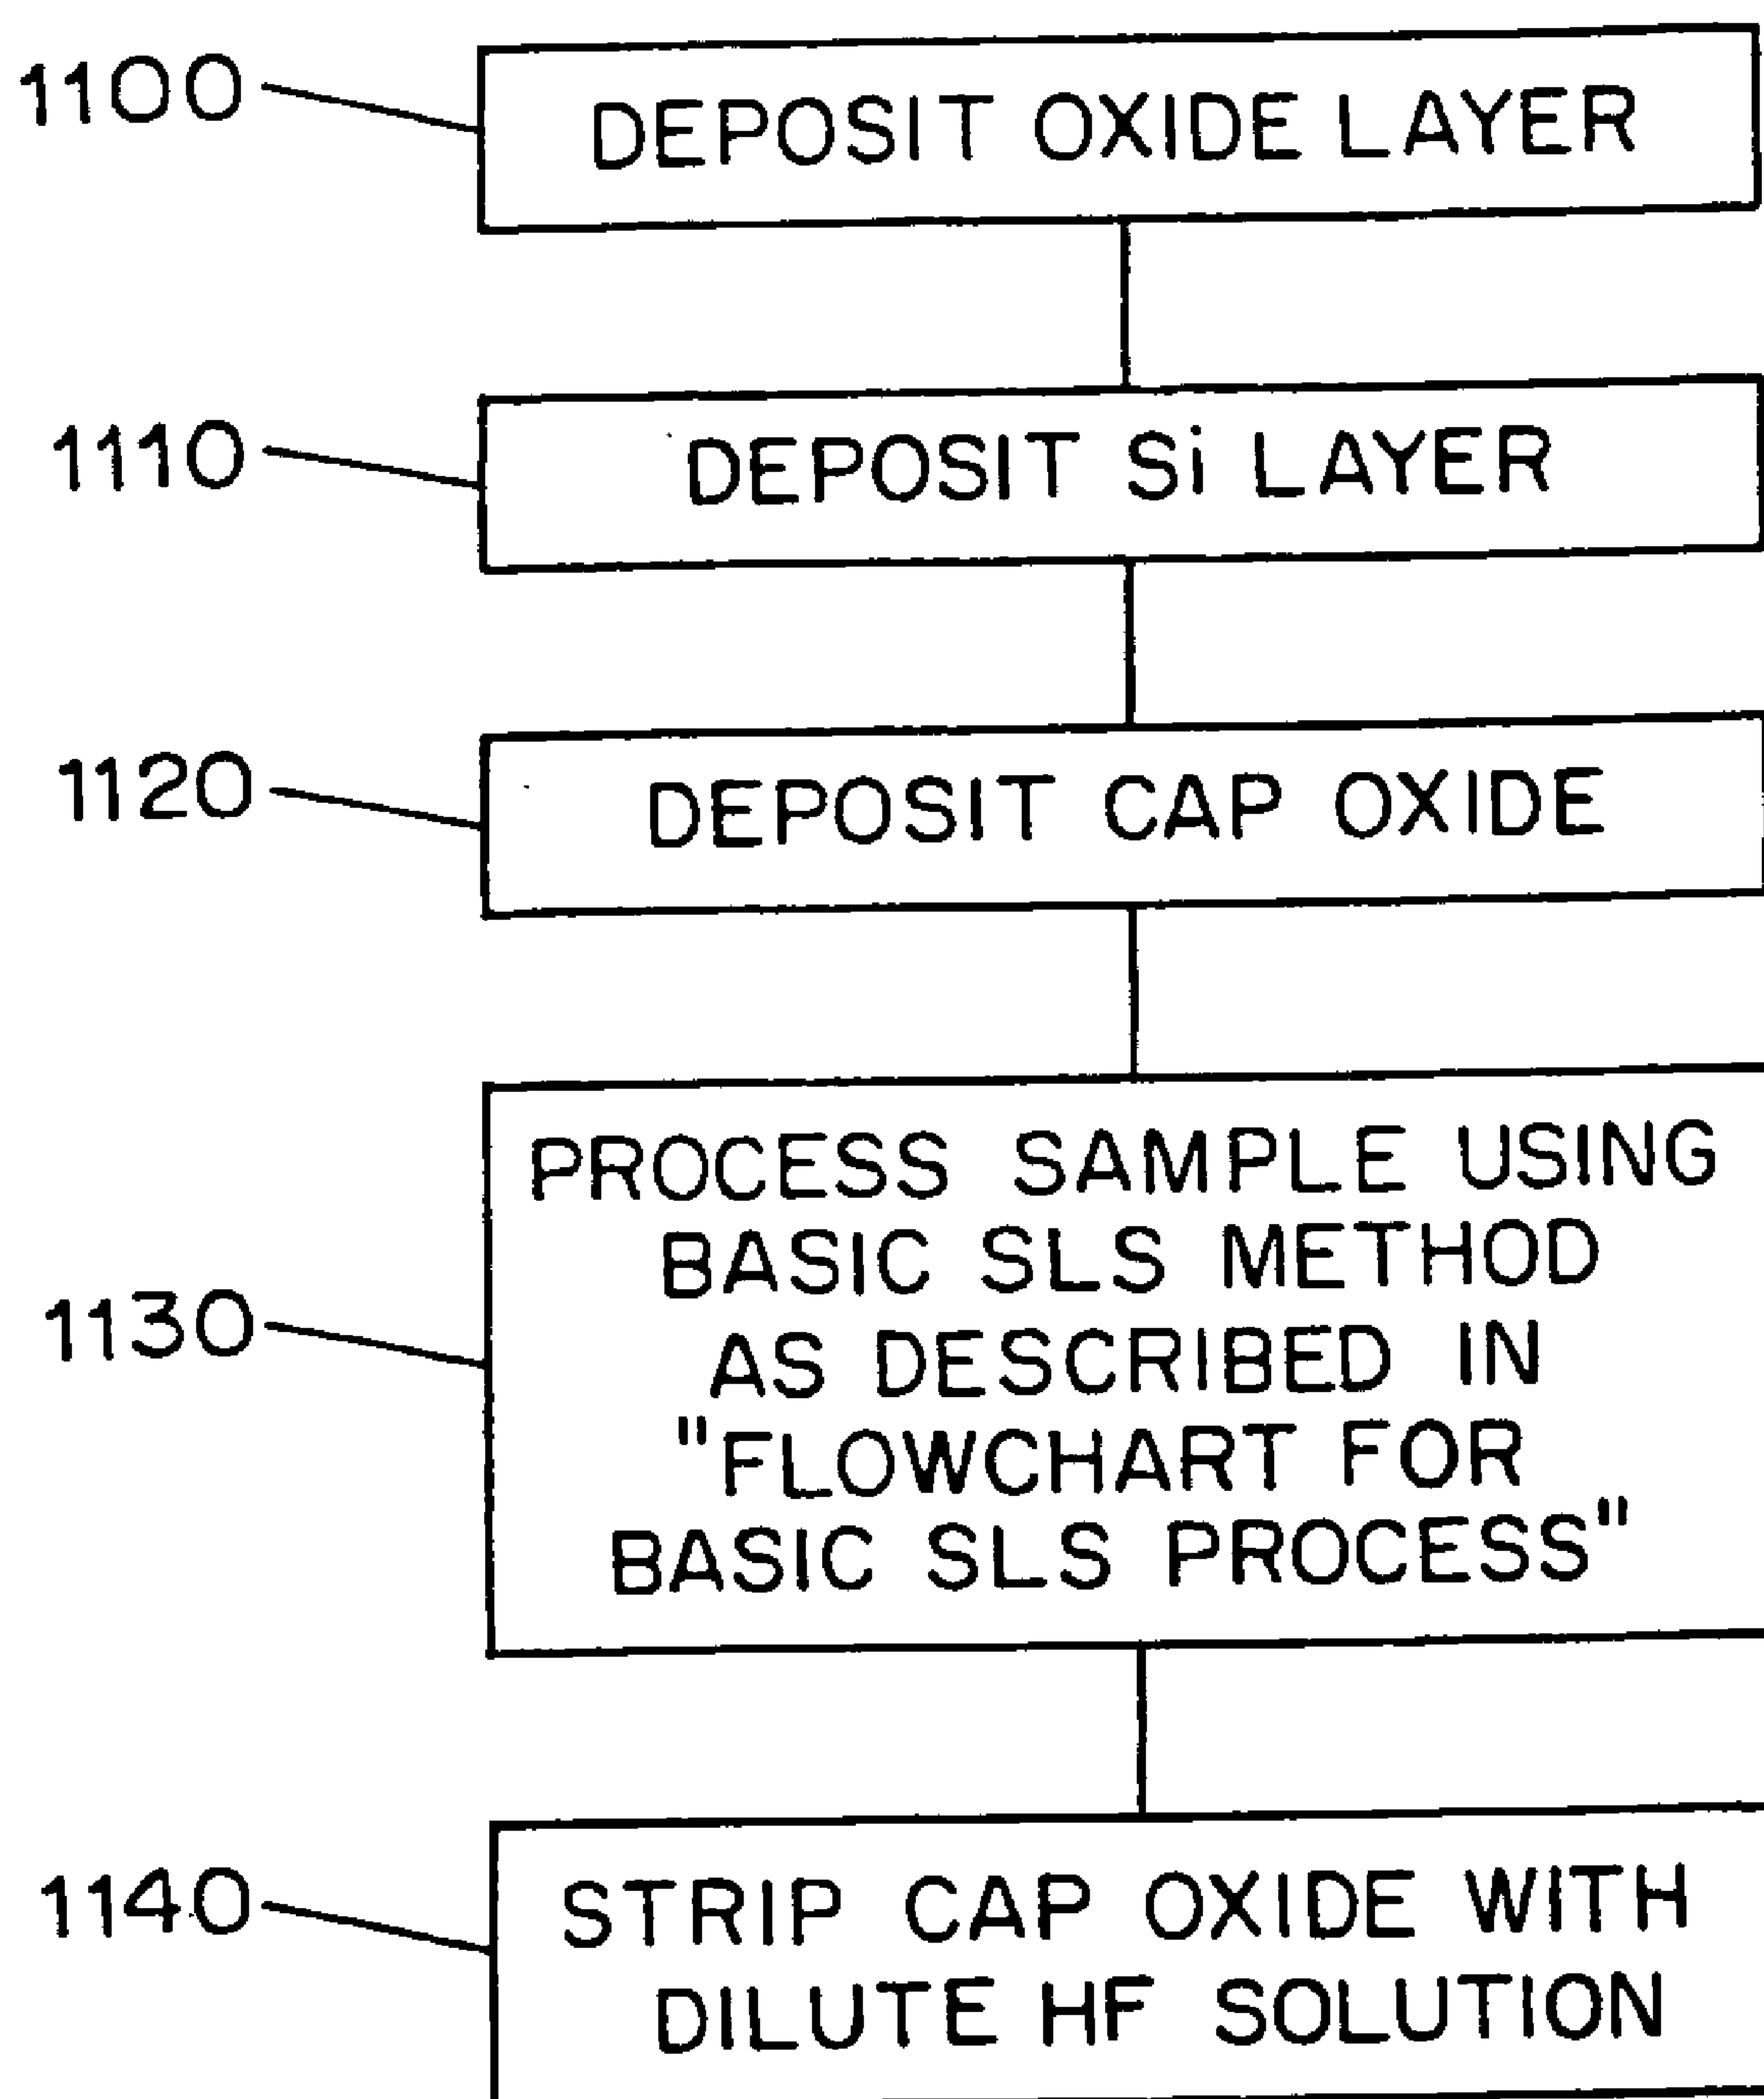 1100
DEPOSIT OXIDE LAYER
1110
DEPOSIT Si LAYER
1120
DEPOSIT CAP OXIDE
1130
PROCESS SAMPLE USING
BASIC SLS METHOD
AS DESCRIBED IN
"FLOWCHART FOR
BASIC SLS PROCESS"
1140
STRIP CAP OXIDE WITH
DILUTE HF SOLUTION